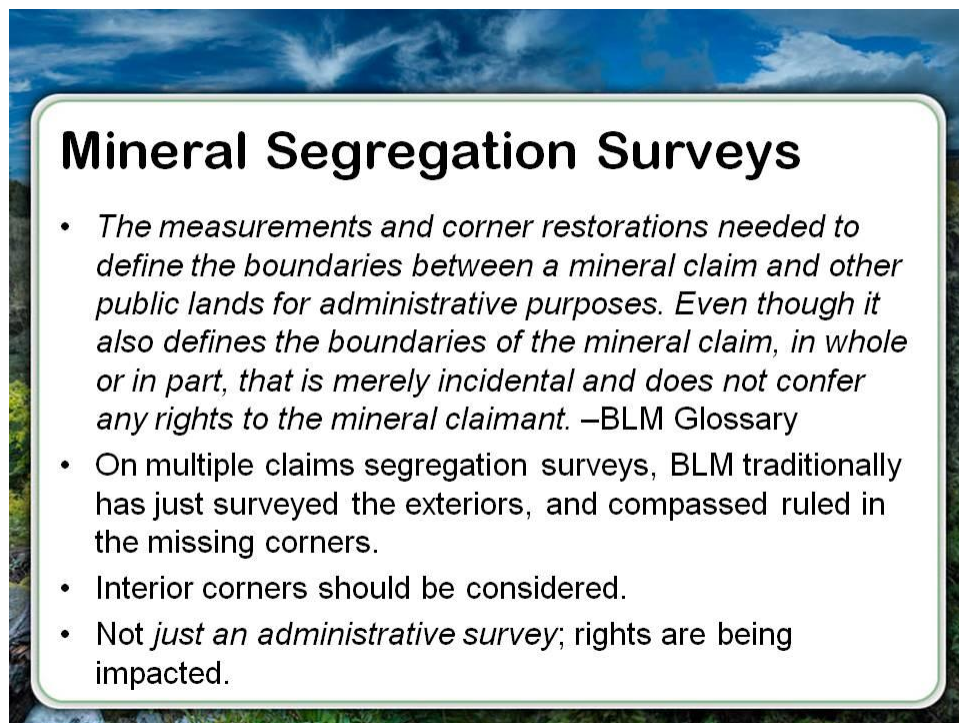 Mineral Segregation Surveys
• The measurements and corner restorations needed to
define the boundaries between a mineral claim and other
public lands for administrative purposes. Even though it
also defines the boundaries of the mineral claim, in whole
or in part, that is merely incidental and does not confer
any rights to the mineral claimant. –BLM Glossary
• On multiple claims segregation surveys, BLM traditionally
has just surveyed the exteriors, and compassed ruled in
the missing corners.
• Interior corners should be considered.
• Not just an administrative survey; rights are being
impacted.